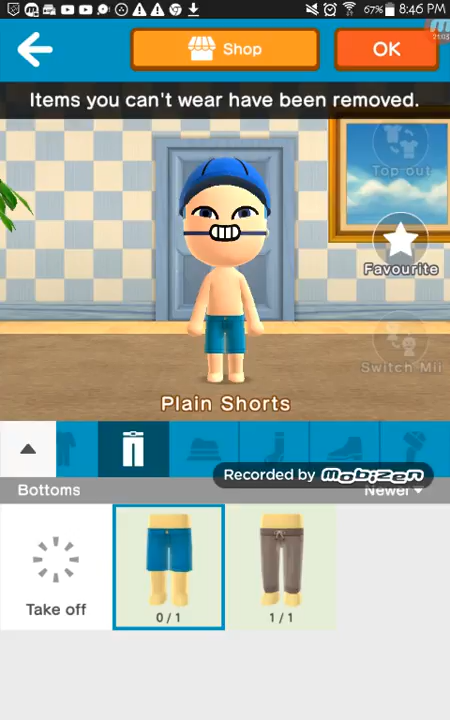 67% 8:46 PM
Shop
OK
Items you can't wear have been removed.
Top out
Favourite
Switch Mii
Plain Shorts
Recorded by Mobizen
Bottoms
Newer
Take off
0 / 1
1 / 1